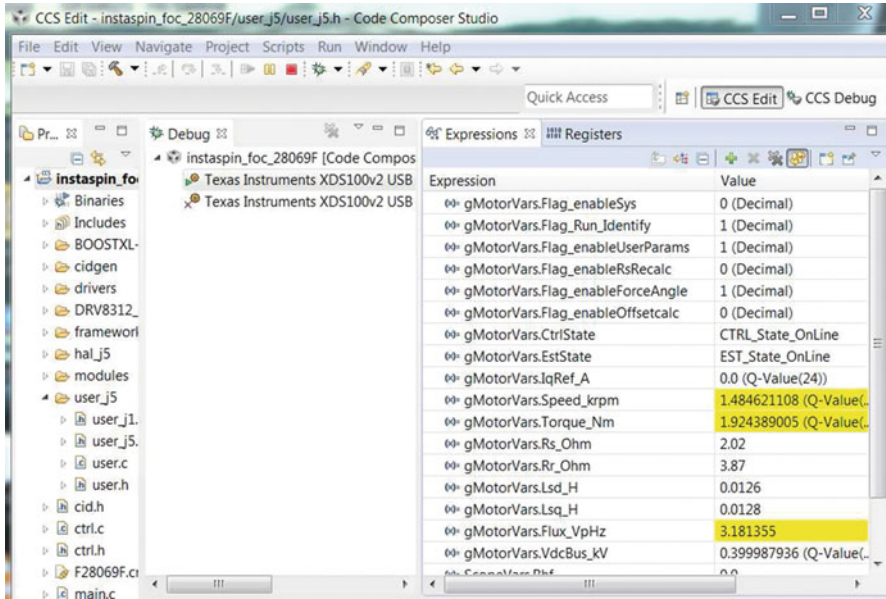 CCS Edit - instaspin_foc_28069F/user_j5/user_j5.h - Code Composer Studio
File Edit View Navigate Project Scripts Run Window Help
Quick Access
CCS Edit
CCS Debug
Pr...
Debug
Expressions
Registers
instaspin_fo
Binaries
Includes
BOOSTXL-
cidgen
drivers
DRV8312_
framework
hal_j5
modules
user_j5
user_j1.
user_j5.
user.c
user.h
cid.h
ctrl.c
ctrl.h
F28069F.cr
main.c
instaspin_foc_28069F [Code Compos
Texas Instruments XDS100v2 USB
Texas Instruments XDS100v2 USB
Expression Value
gMotorVars.Flag_enableSys 0 (Decimal)
gMotorVars.Flag_Run_Identify 1 (Decimal)
gMotorVars.Flag_enableUserParams 1 (Decimal)
gMotorVars.Flag_enableRsRecalc 0 (Decimal)
gMotorVars.Flag_enableForceAngle 1 (Decimal)
gMotorVars.Flag_enableOffsetcalc 0 (Decimal)
gMotorVars.CtrlState CTRL_State_OnLine
gMotorVars.EstState EST_State_OnLine
gMotorVars.IqRef_A 0.0 (Q-Value(24))
gMotorVars.Speed_krpm 1.484621108 (Q-Value(..
gMotorVars.Torque_Nm 1.924389005 (Q-Value(..
gMotorVars.Rs_Ohm 2.02
gMotorVars.Rr_Ohm 3.87
gMotorVars.Lsd_H 0.0126
gMotorVars.Lsq_H 0.0128
gMotorVars.Flux_VpHz 3.181355
gMotorVars.VdcBus_kV 0.399987936 (Q-Value(..